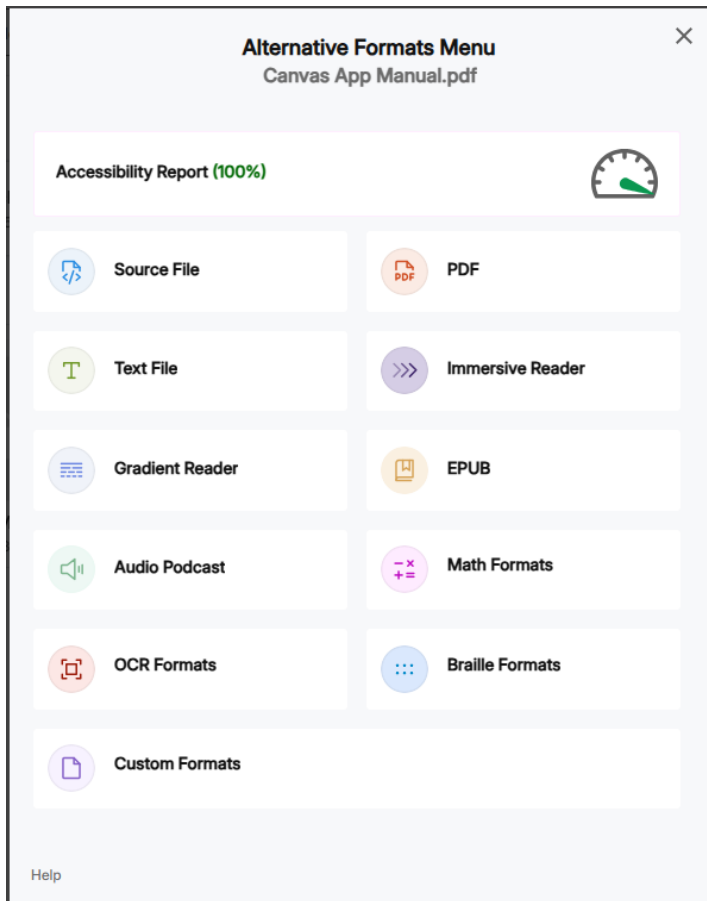 Alternative Formats Menu
Canvas App Manual.pdf
Accessibility Report (100%)
Source File
PDF
PDF
Text File
Immersive Reader
Gradient Reader
EPUB
Audio Podcast
Math Formats
OCR Formats
Braille Formats
Custom Formats
Help